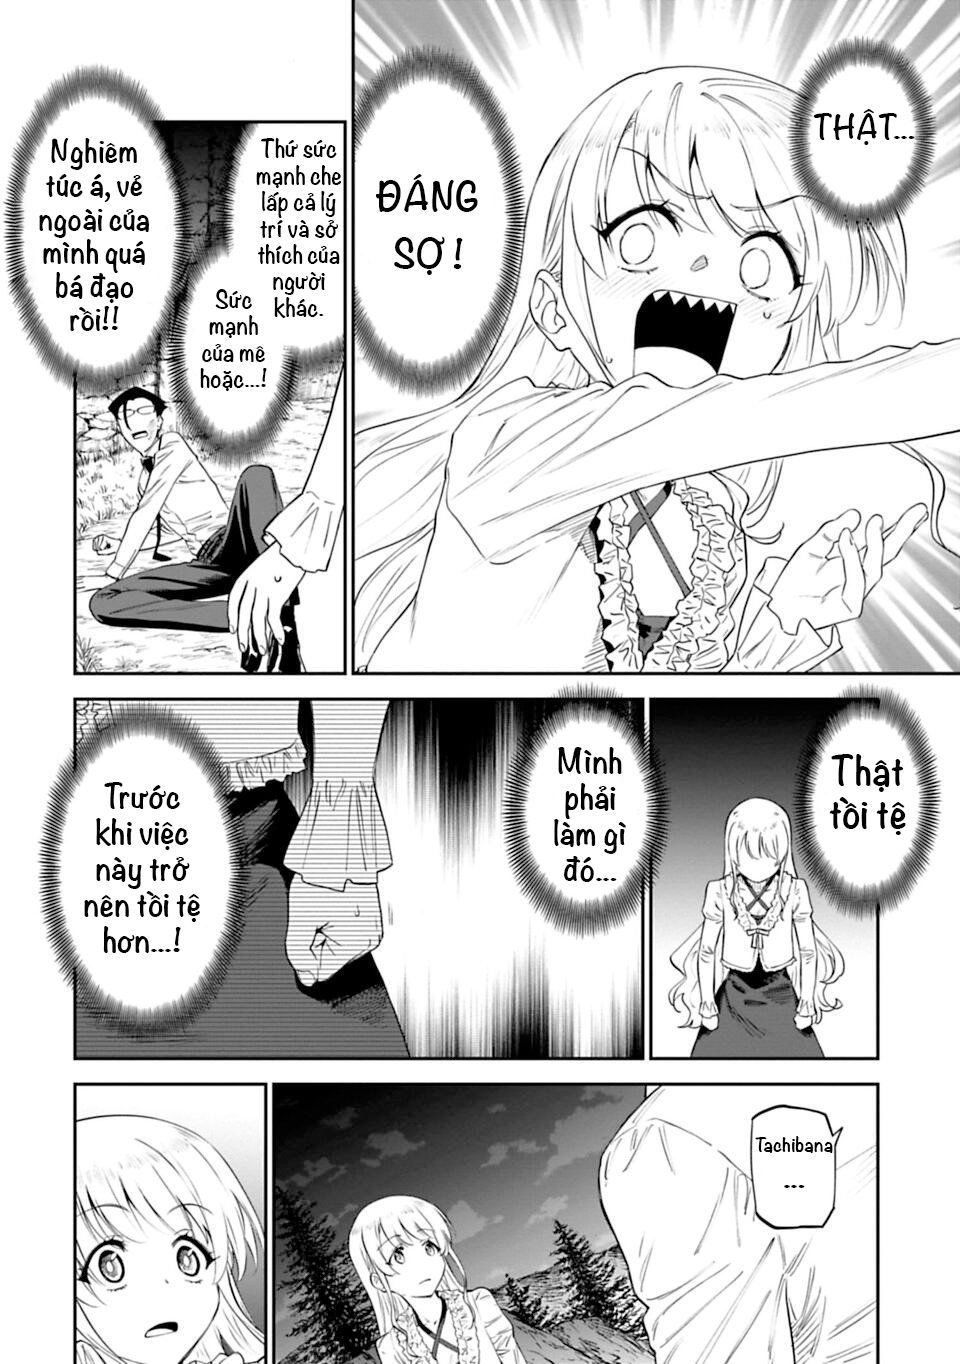 THẬT...
ĐÁNG
SỢ!
Thứ sức
mạnh che
lấp cả lý
trí và sở
thích của
người
khác.
Sức
mạnh
của mê
hoặc...!
Nghiêm
túc á, vẻ
ngoài của
mình quá
bá đạo
rồi!!
Thật
tồi tệ
Mình
phải
làm gì
đó...
Trước
khi việc
này trở
nên tồi tệ
hơn...!
Tachibana
...